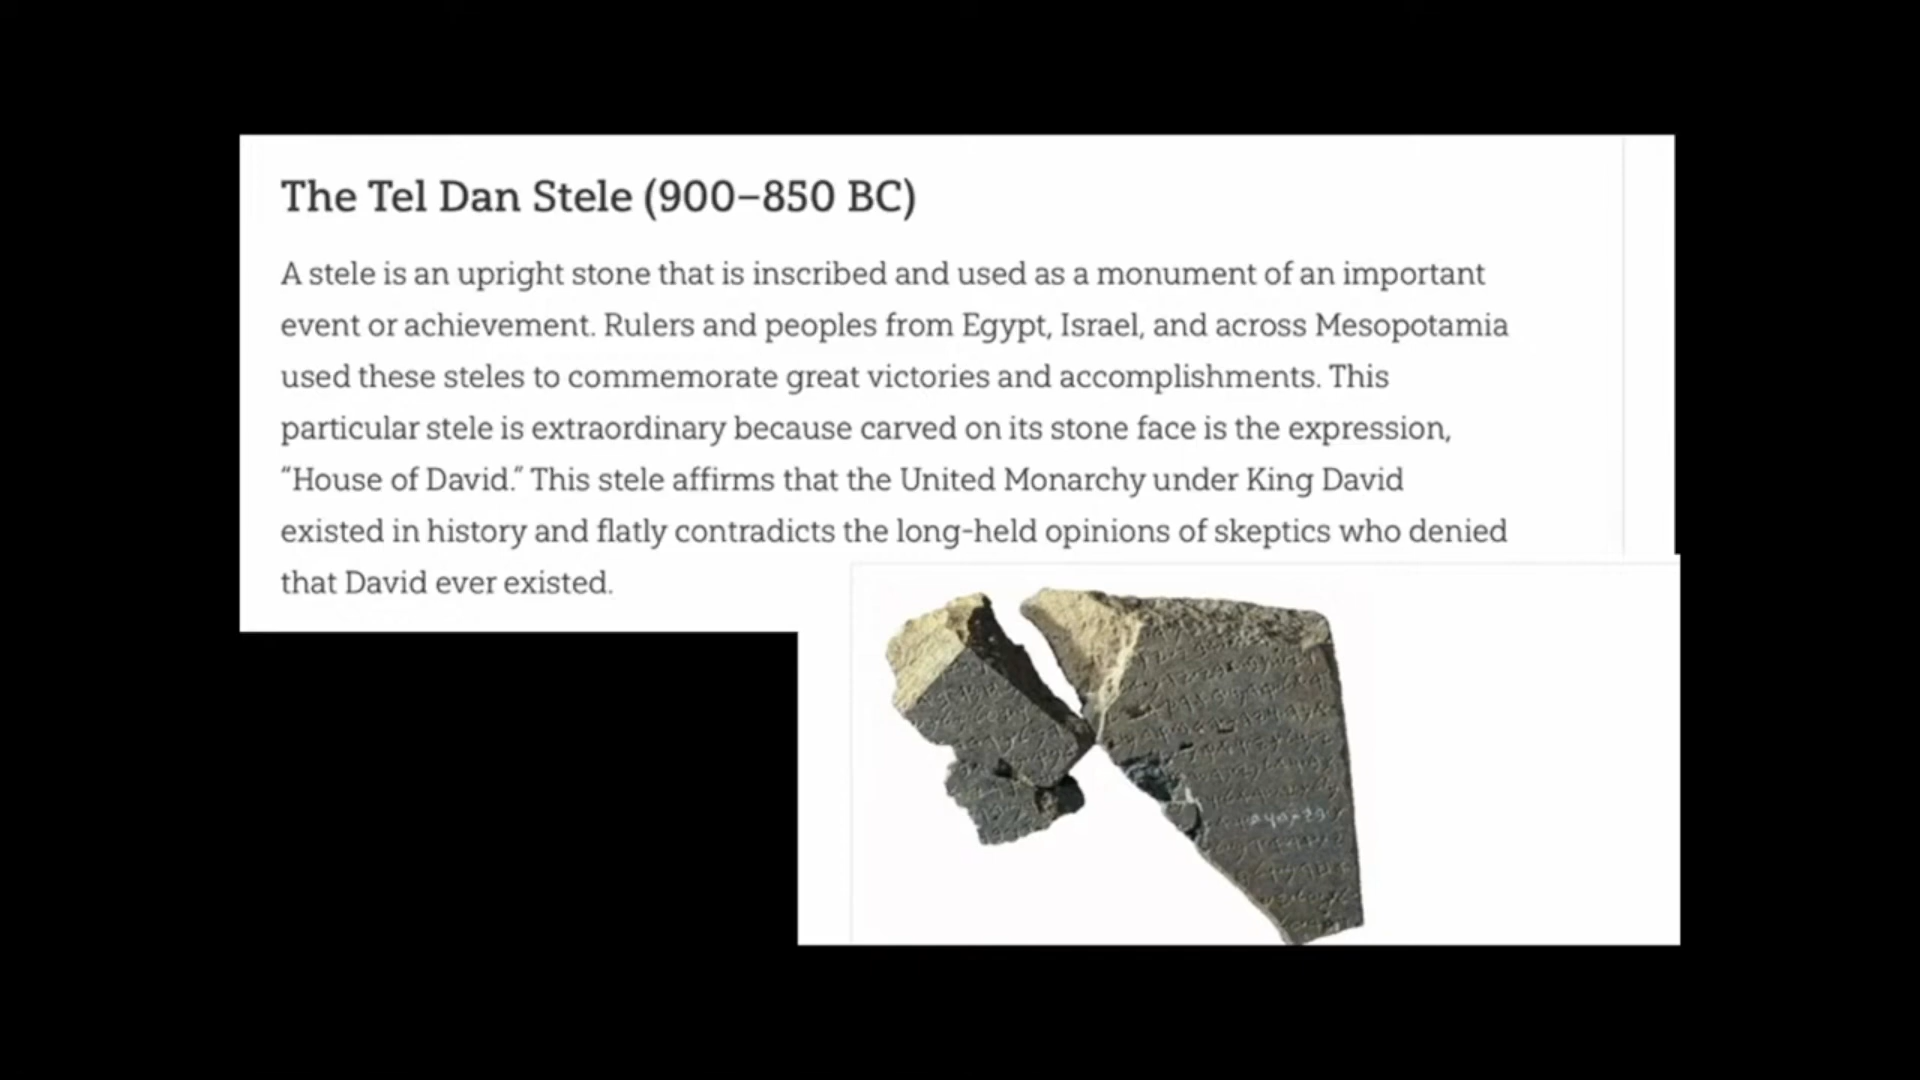 The Tel Dan Stele (900–850 BC)
A stele is an upright stone that is inscribed and used as a monument of an important
event or achievement. Rulers and peoples from Egypt, Israel, and across Mesopotamia
used these steles to commemorate great victories and accomplishments. This
particular stele is extraordinary because carved on its stone face is the expression,
“House of David.” This stele affirms that the United Monarchy under King David
existed in history and flatly contradicts the long-held opinions of skeptics who denied
that David ever existed.